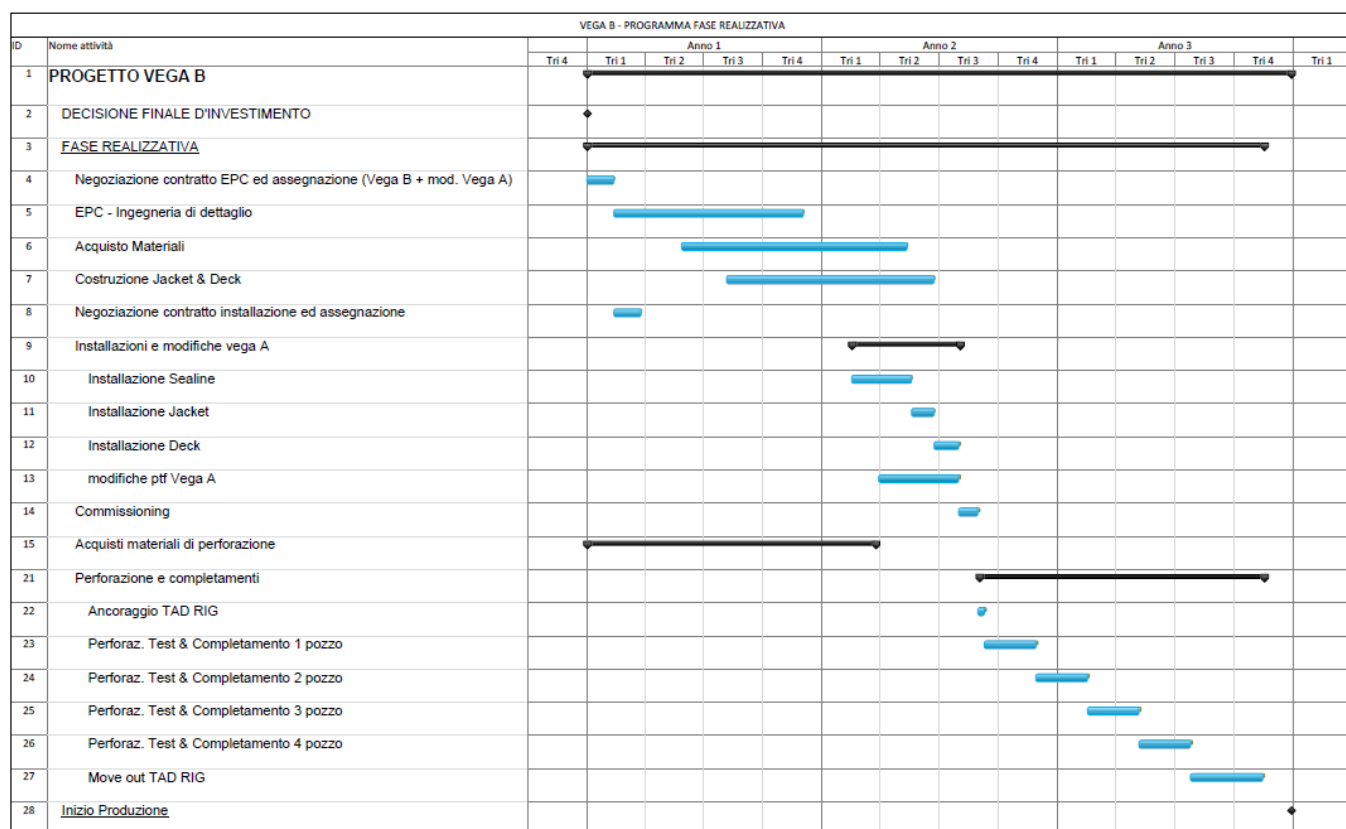 VEGA B - PROGRAMMA FASE REALIZZATIVA
ID Nome attività Anno 1 Anno 2 Anno 3
Tri 4 Tri 1 Tri 2 Tri 3 Tri 4 Tri 1 Tri 2 Tri 3 Tri 4 Tri 1 Tri 2 Tri 3 Tri 4 Tri 1
1 PROGETTO VEGA B
2 DECISIONE FINALE D'INVESTIMENTO
3 FASE REALIZZATIVA
4 Negoziazione contratto EPC ed assegnazione (Vega B + mod. Vega A)
5 EPC - Ingegneria di dettaglio
6 Acquisto Materiali
7 Costruzione Jacket & Deck
8 Negoziazione contratto installazione ed assegnazione
9 Installazioni e modifiche vega A
10 Installazione Sealine
11 Installazione Jacket
12 Installazione Deck
13 modifiche ptf Vega A
14 Commissioning
15 Acquisti materiali di perforazione
21 Perforazione e completamenti
22 Ancoraggio TAD RIG
23 Perforaz. Test & Completamento 1 pozzo
24 Perforaz. Test & Completamento 2 pozzo
25 Perforaz. Test & Completamento 3 pozzo
26 Perforaz. Test & Completamento 4 pozzo
27 Move out TAD RIG
28 Inizio Produzione